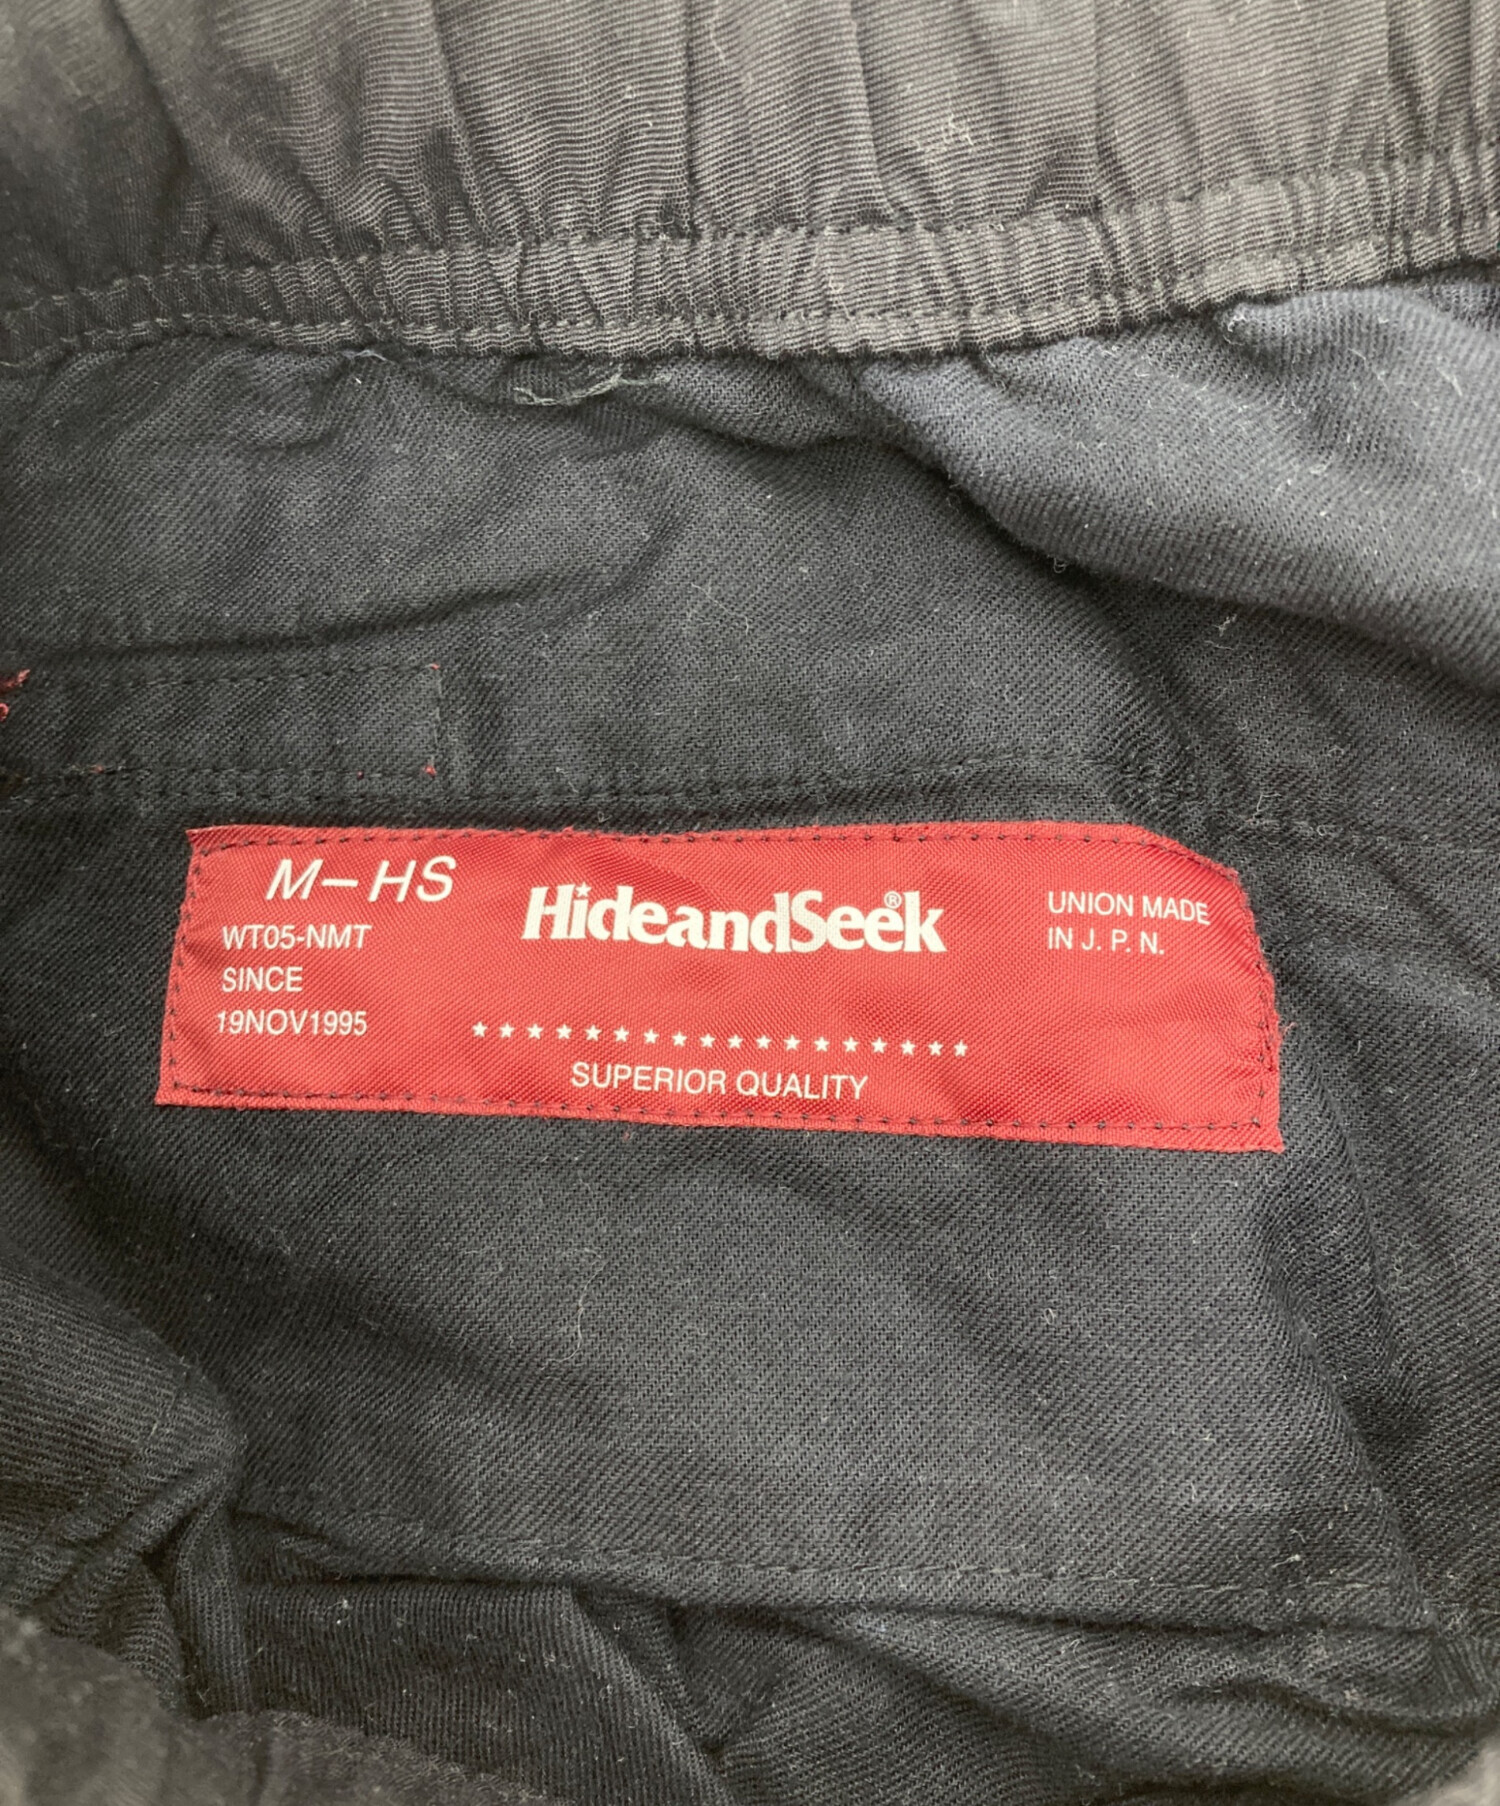 M-HS
WT05-NMT
SINCE
19NOV1995
HideandSeek®
SUPERIOR QUALITY
UNION MADE
IN J. P. N.